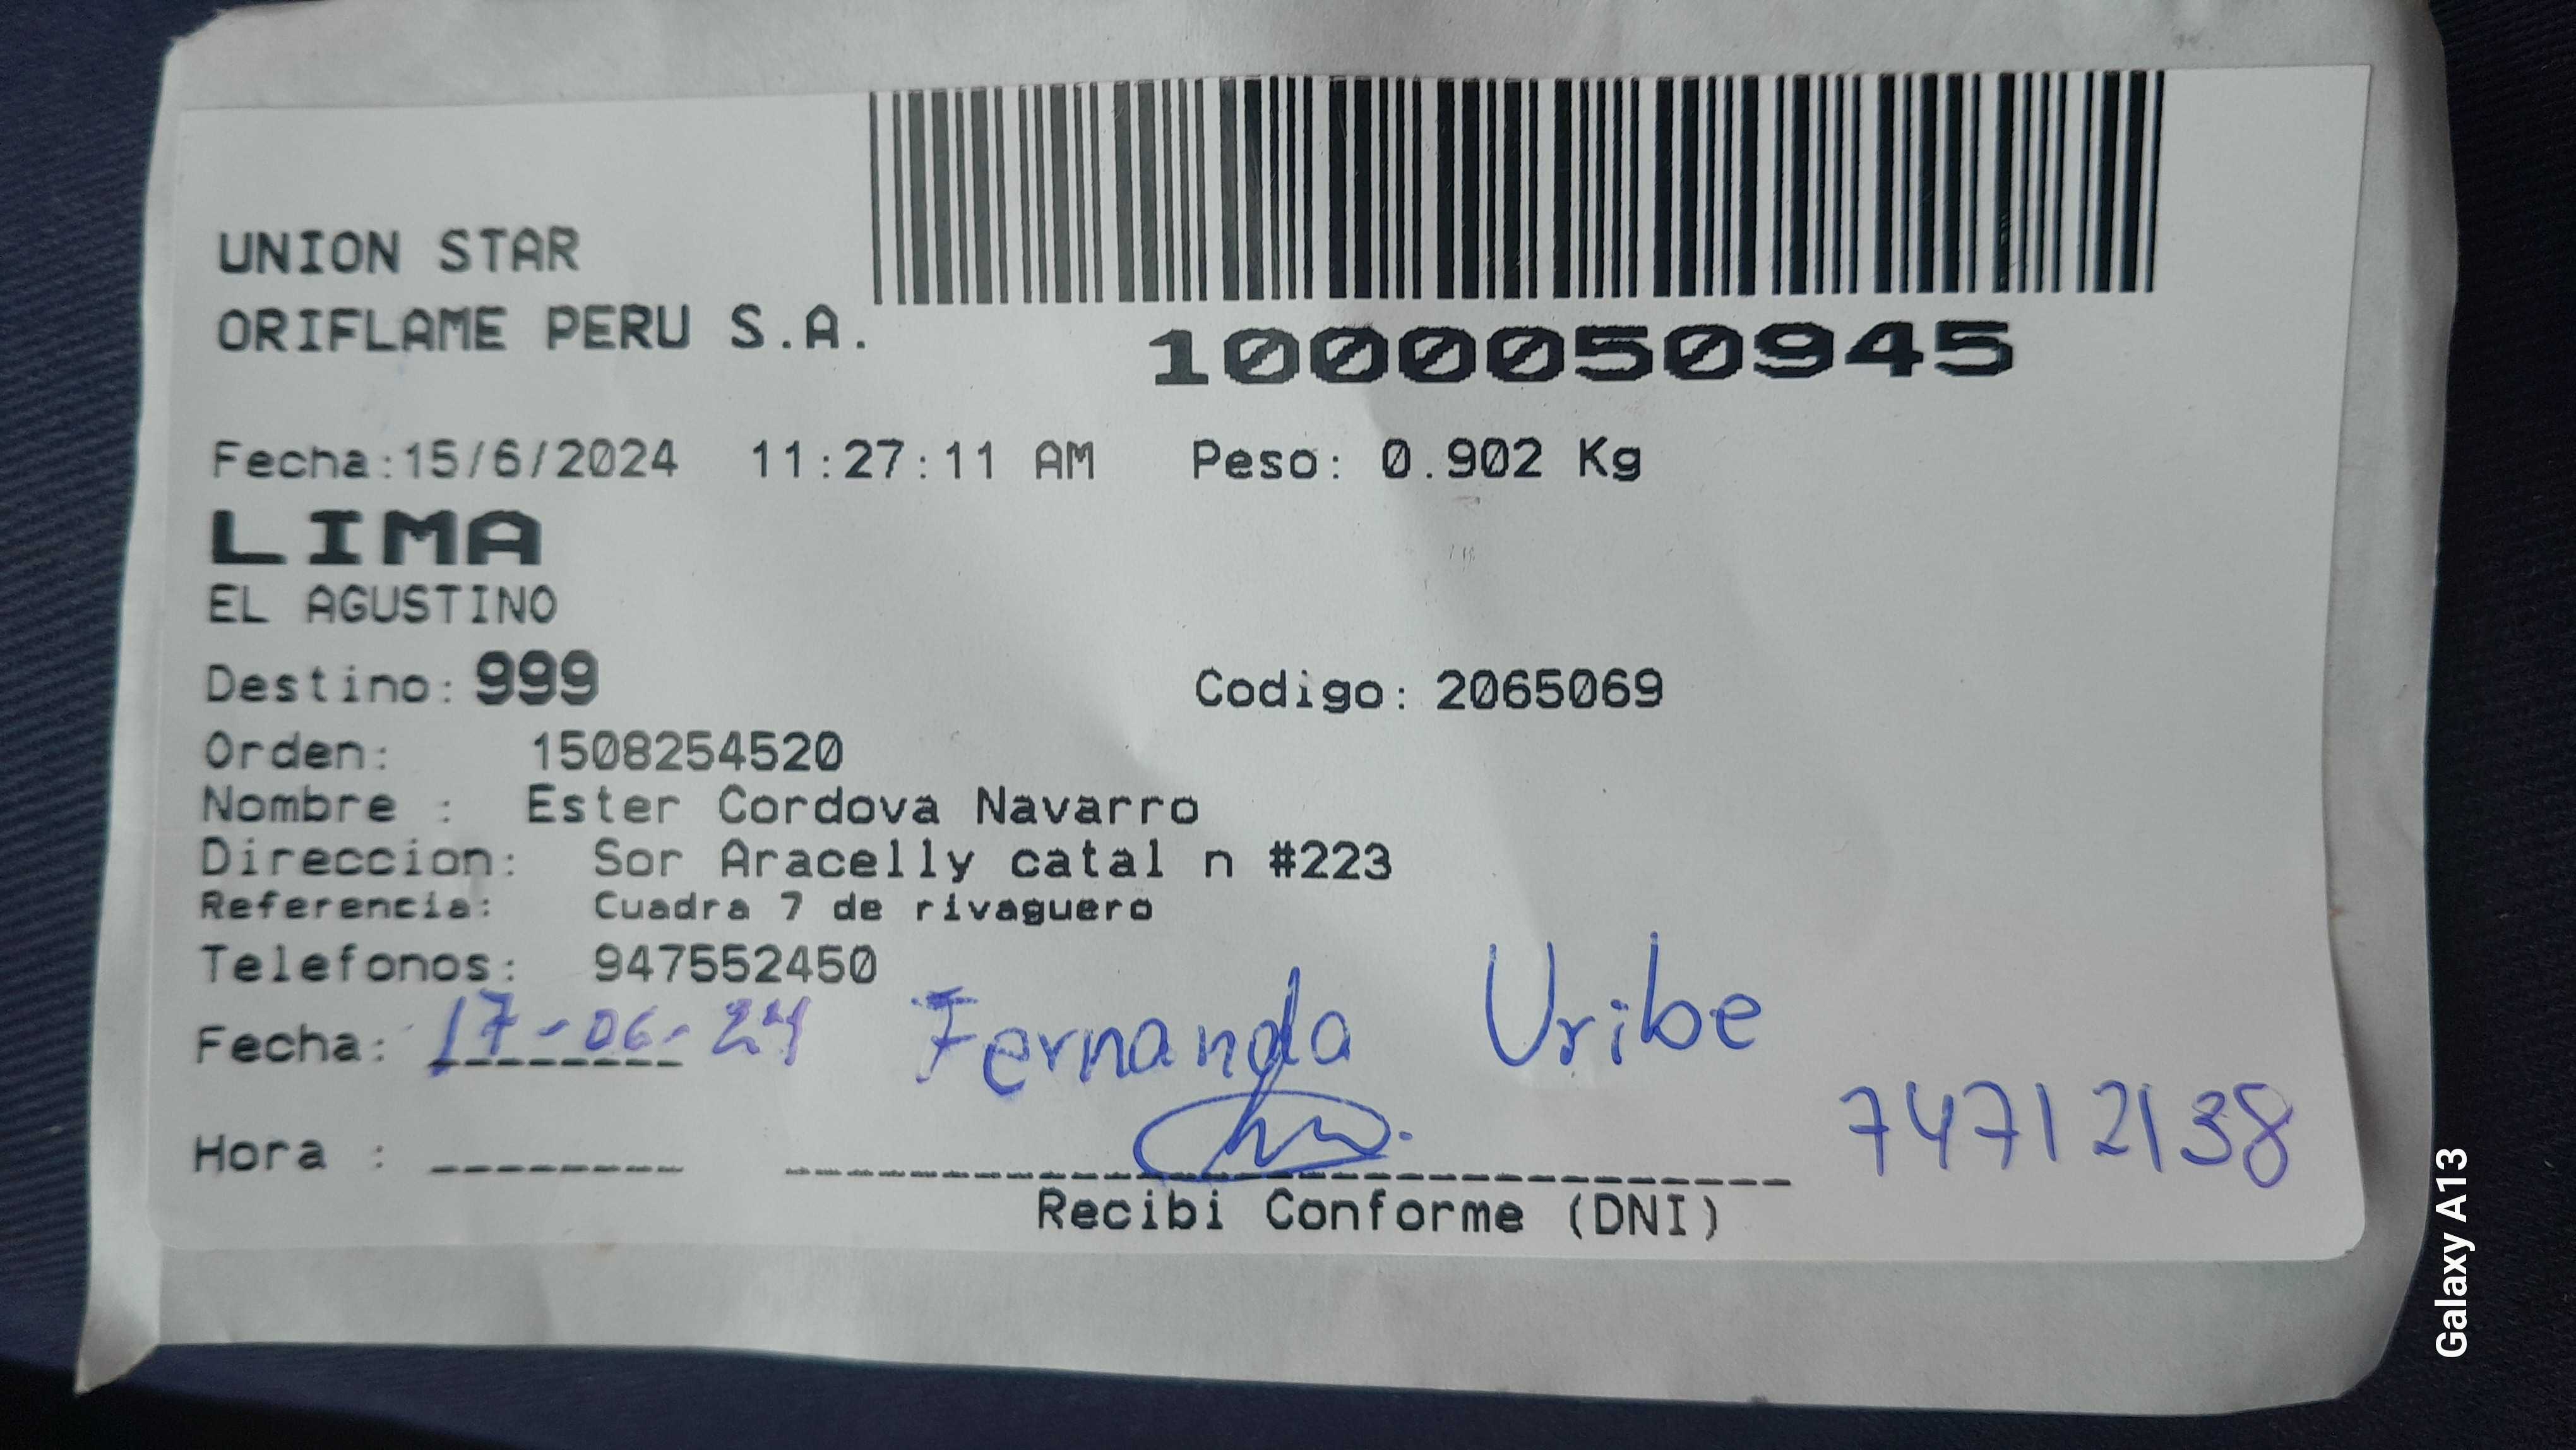 UNION STAR
ORIFLAME PERU S.A.
1000050945
Fecha:15/6/2024 11:27:11 AM Peso: 0.902 Kg
LIMA
EL AGUSTINO
Destino: 999 Codigo: 2065069
Orden: 1508254520
Nombre : Ester Cordova Navarro
Direccion: Sor Aracelly catal n #223
Referencia: Cuadra 7 de rivaguero
Telefonos: 947552450
Fecha: 17-06-24 Fernanda Uribe
74712138
Hora :
Recibi Conforme (DNI)
Galaxy A13